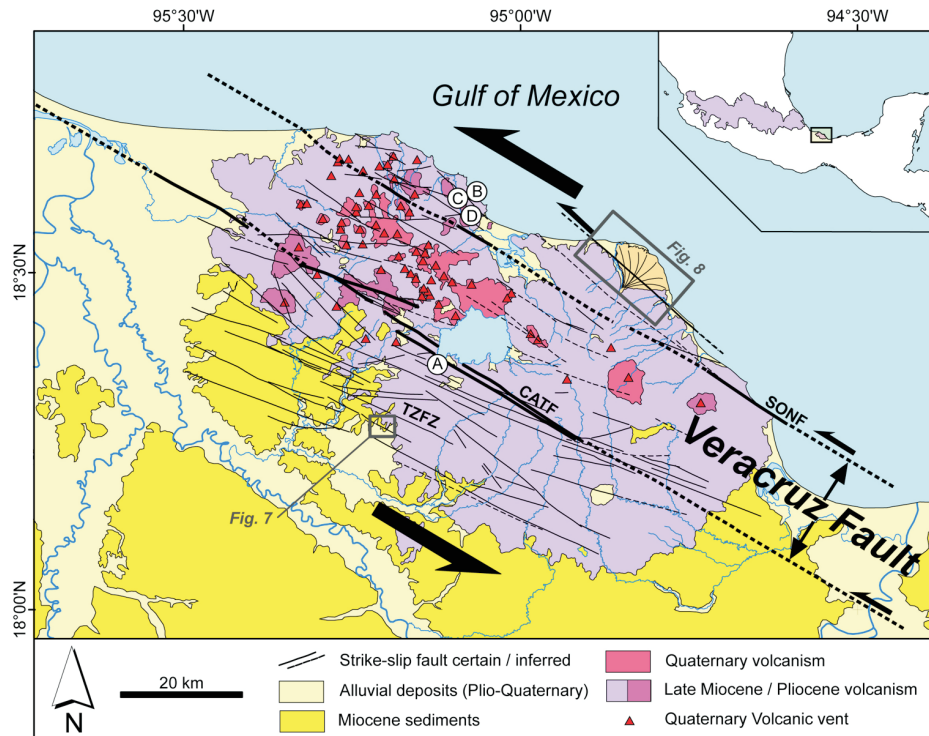 95°30'W
95°00'W
94°30'W
Gulf of Mexico
B
C
D
Fig. 8
18°30'N
A
CATF
TZFZ
SONF
Veracruz Fault
Fig. 7
18°00'N
Strike-slip fault certain / inferred
Quaternary volcanism
Alluvial deposits (Plio-Quaternary)
Late Miocene / Pliocene volcanism
Miocene sediments
Quaternary Volcanic vent
20 km
N